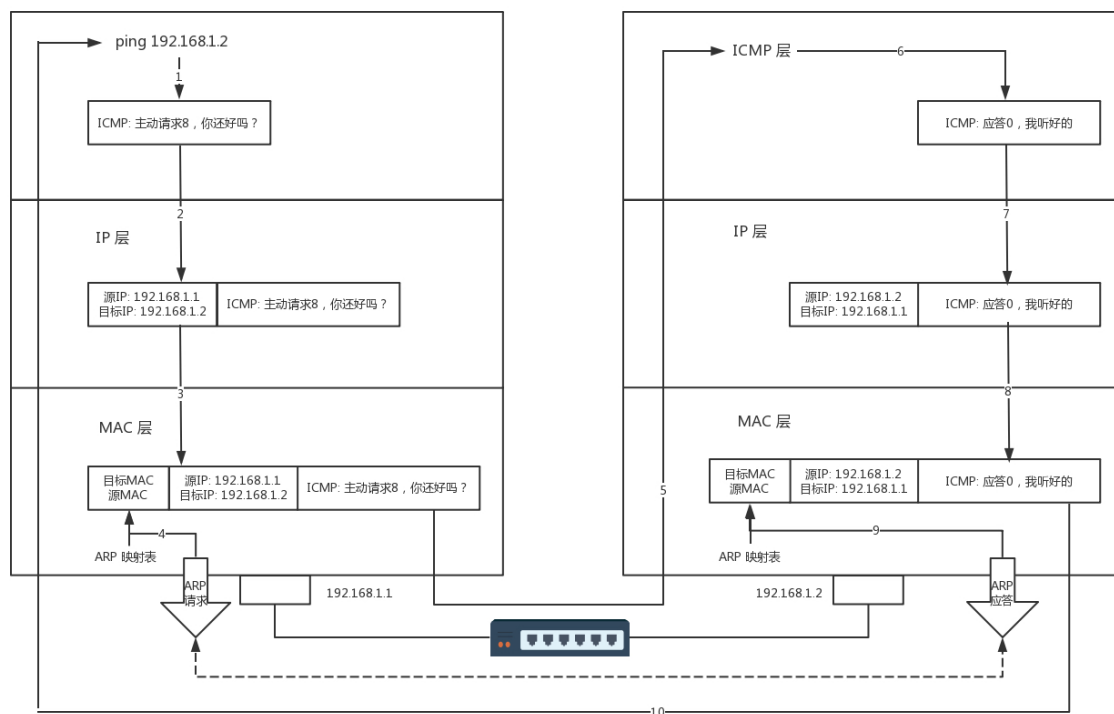 ping 192.168.1.2
1
ICMP: 主动请求8，你还好吗？
2
IP 层
源IP: 192.168.1.1
目标IP: 192.168.1.2
ICMP: 主动请求8，你还好吗？
3
MAC 层
目标MAC
源MAC
源IP: 192.168.1.1
目标IP: 192.168.1.2
ICMP: 主动请求8，你还好吗？
4
ARP 映射表
ARP
请求
192.168.1.1
5
ICMP 层
6
ICMP: 应答0，我听好的
7
IP 层
源IP: 192.168.1.2
目标IP: 192.168.1.1
ICMP: 应答0，我听好的
8
MAC 层
目标MAC
源MAC
源IP: 192.168.1.2
目标IP: 192.168.1.1
ICMP: 应答0，我听好的
9
ARP 映射表
ARP
应答
192.168.1.2
10